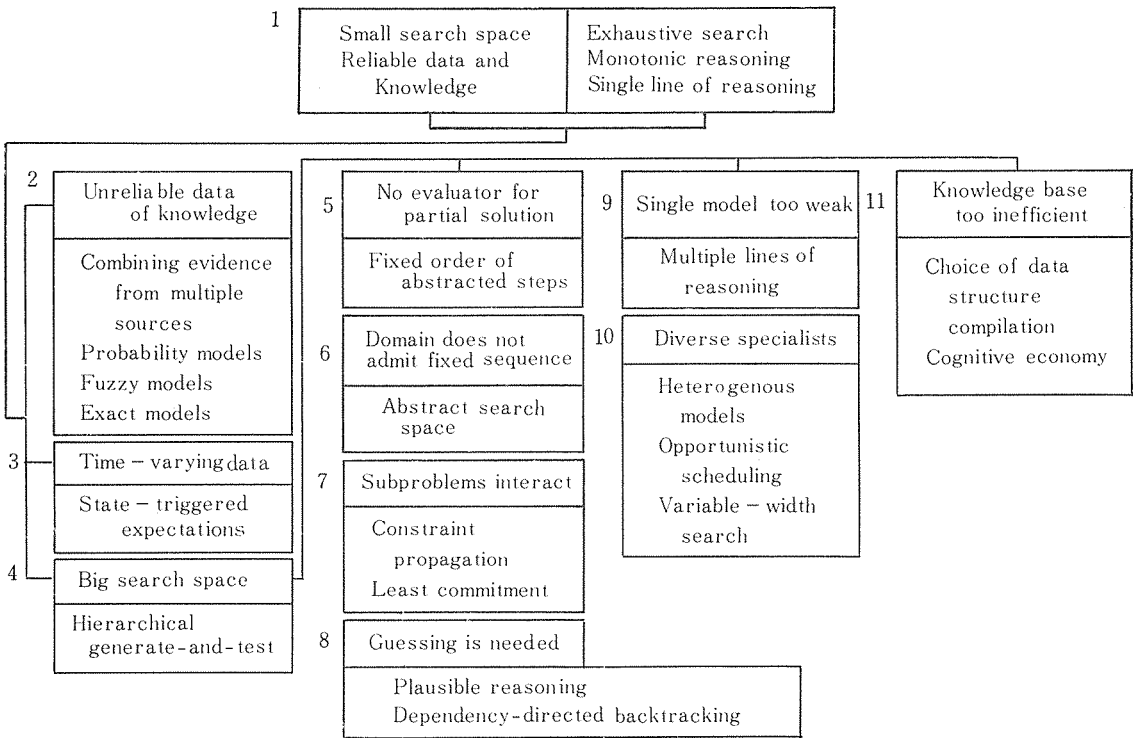 1
Small search space
Reliable data and
Knowledge
Exhaustive search
Monotonic reasoning
Single line of reasoning
2
Unreliable data
of knowledge
Combining evidence
from multiple
sources
Probability models
Fuzzy models
Exact models
3
Time – varying data
State – triggered
expectations
4
Big search space
Hierarchical
generate-and-test
5
No evaluator for
partial solution
Fixed order of
abstracted steps
6
Domain does not
admit fixed sequence
Abstract search
space
7
Subproblems interact
Constraint
propagation
Least commitment
8
Guessing is needed
Plausible reasoning
Dependency-directed backtracking
9
Single model too weak
Multiple lines of
reasoning
10
Diverse specialists
Heterogenous
models
Opportunistic
scheduling
Variable – width
search
11
Knowledge base
too inefficient
Choice of data
structure
compilation
Cognitive economy